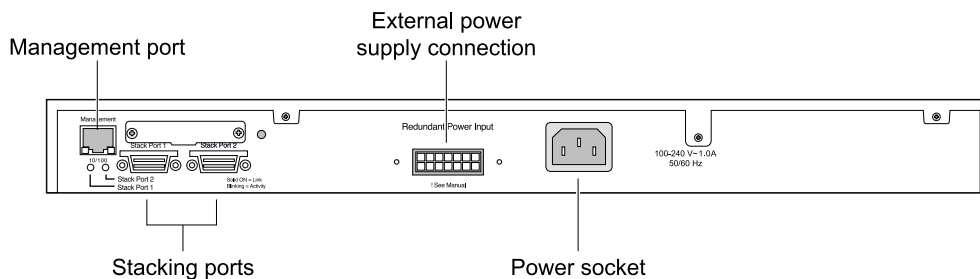 External power
supply connection
Management port
Management
Redundant Power Input
Stack Port 1
Stack Port 2
10/100
Stack Port 2
Stack Port 1
Solid ON = Link
Blinking = Activity
! See Manual
100-240 V~1.0A
50/60 Hz
Stacking ports
Power socket